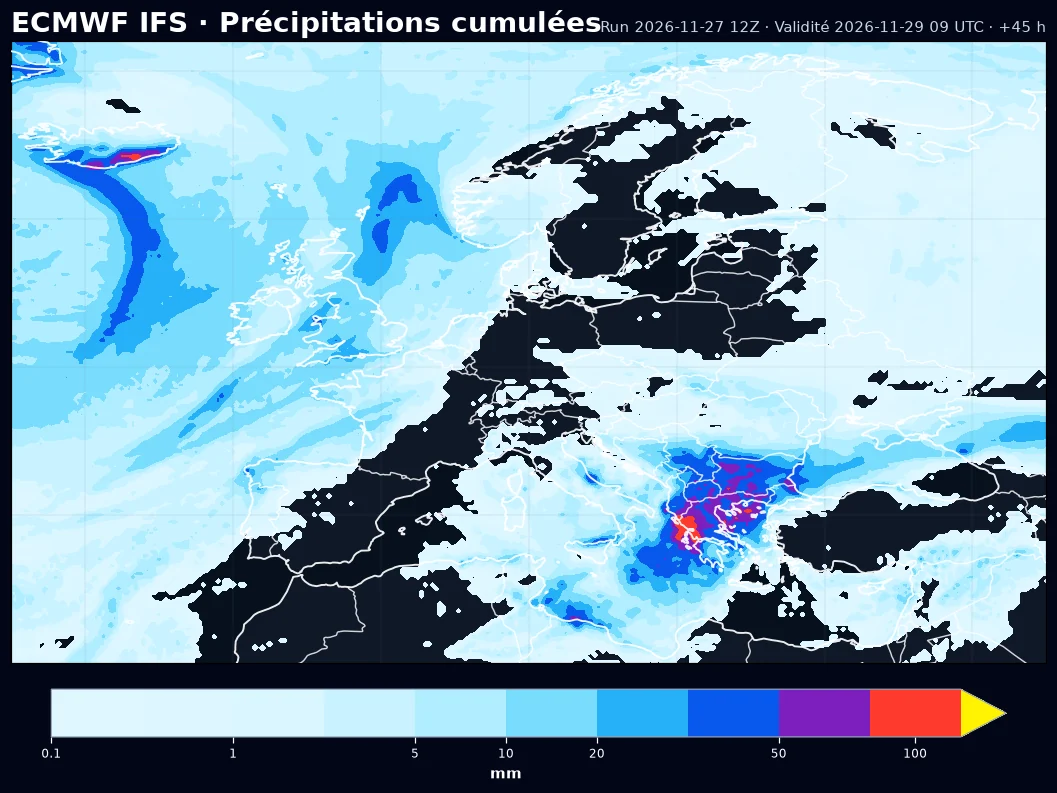 ECMWF IFS · Précipitations cumulées
Run 2026-11-27 12Z · Validité 2026-11-29 09 UTC · +45 h
0.1 1 5 10 20 50 100
mm